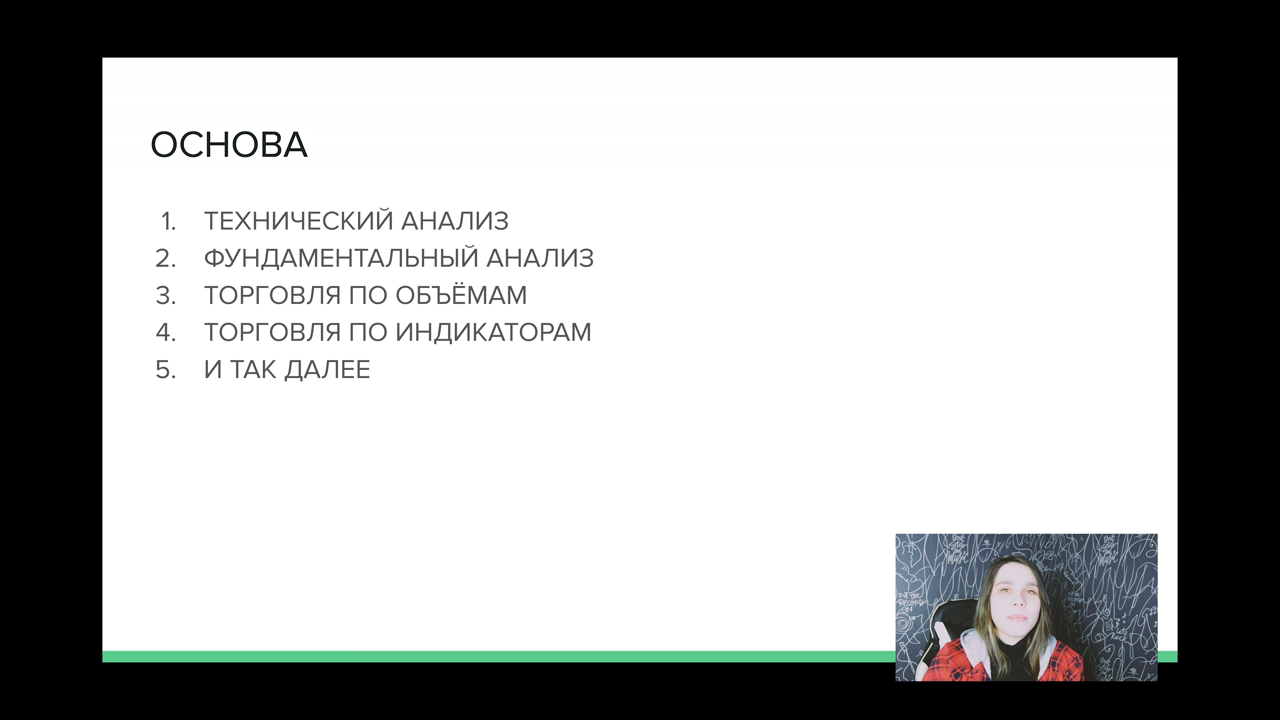 ОСНОВА
1. ТЕХНИЧЕСКИЙ АНАЛИЗ
2. ФУНДАМЕНТАЛЬНЫЙ АНАЛИЗ
3. ТОРГОВЛЯ ПО ОБЪЁМАМ
4. ТОРГОВЛЯ ПО ИНДИКАТОРАМ
5. И ТАК ДАЛЕЕ